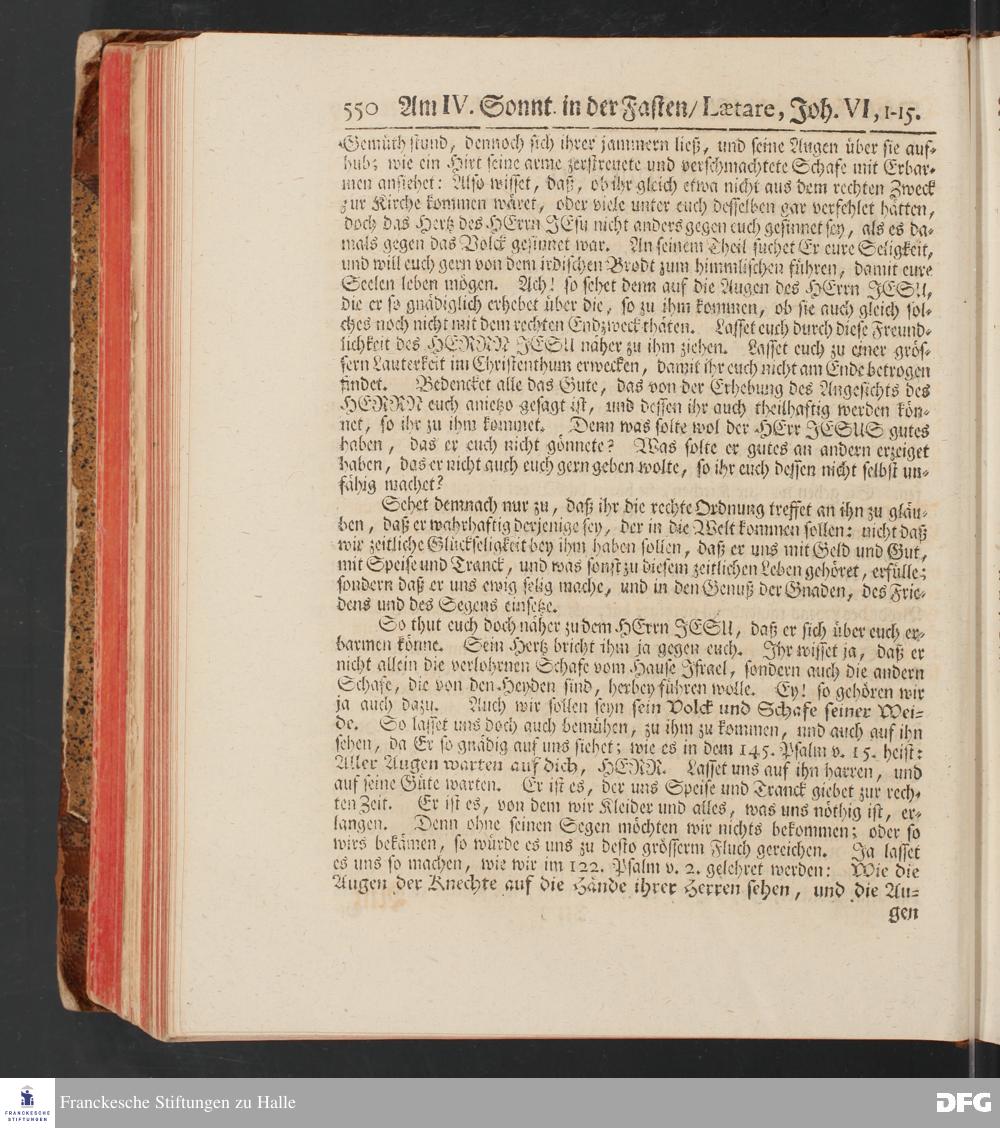 550 Am IV. Sonnt. in der Fasten/ Lætare, Joh. VI, 1-15.
Gemüth stund, dennoch sich ihrer jammern ließ, und seine Augen über sie auf-
hub; wie ein Hirt seine arme zerstreuete und verschmachtete Schafe mit Erbar-
men ansiehet: Also wisset, daß, ob ihr gleich etwa nicht aus dem rechten Zweck
zur Kirche kommen wäret, oder viele unter euch desselben gar verfehlet hätten,
doch das Hertz des HErrn JEsu nicht anders gegen euch gesinnet sey, als es da-
mals gegen das Volck gesinnet war. An seinem Theil suchet Er eure Seligkeit,
und will euch gern von dem irdischen Brodt zum himmlischen führen, damit eure
Seelen leben mögen. Ach! so sehet denn auf die Augen des HErrn JESU,
die er so gnädiglich erhebet über die, so zu ihm kommen, ob sie auch gleich sol-
ches noch nicht mit dem rechten Endzweck thäten. Lasset euch durch diese Freund-
lichkeit des HERRN JESU näher zu ihm ziehen. Lasset euch zu einer grös-
sern Lauterkeit im Christenthum erwecken, damit ihr euch nicht am Ende betrogen
findet. Bedencket alle das Gute, das von der Erhebung des Angesichts des
HERRN euch anietzo gesagt ist, und dessen ihr auch theilhaftig werden kön-
net, so ihr zu ihm kommet. Denn was solte wol der HErr JESUS gutes
haben, das er euch nicht gönnete? Was solte er gutes an andern erzeiget
haben, das er nicht auch euch gern geben wolte, so ihr euch dessen nicht selbst un-
fähig machet?
Sehet demnach nur zu, daß ihr die rechte Ordnung treffet an ihn zu gläu-
ben, daß er wahrhaftig derjenige sey, der in die Welt kommen sollen: nicht daß
wir zeitliche Glückseligkeit bey ihm haben sollen, daß er uns mit Geld und Gut,
mit Speise und Tranck, und was sonst zu diesem zeitlichen Leben gehöret, erfülle;
sondern daß er uns ewig selig mache, und in den Genuß der Gnaden, des Frie-
dens und des Segens einsetze.
So thut euch doch näher zu dem HErrn JESU, daß er sich über euch er-
barmen könne. Sein Hertz bricht ihm ja gegen euch. Ihr wisset ja, daß er
nicht allein die verlohrnen Schafe vom Hause Israel, sondern auch die andern
Schafe, die von den Heyden sind, herbey führen wolle. Ey! so gehören wir
ja auch dazu. Auch wir sollen seyn sein Volck und Schafe seiner Wei-
de. So lasset uns doch auch bemühen, zu ihm zu kommen, und auch auf ihn
sehen, da Er so gnädig auf uns siehet; wie es in dem 145. Psalm v. 15. heist:
Aller Augen warten auf dich, HERR. Lasset uns auf ihn harren, und
auf seine Güte warten. Er ist es, der uns Speise und Tranck giebet zur rech-
ten Zeit. Er ist es, von dem wir Kleider und alles, was uns nöthig ist, er-
langen. Denn ohne seinen Segen möchten wir nichts bekommen; oder so
wirs bekämen, so würde es uns zu desto grösserm Fluch gereichen. Ja lasset
es uns so machen, wie wir im 122. Psalm v. 2. gelehret werden: Wie die
Augen der Knechte auf die Hände ihrer Herren sehen, und die Au-
gen
FRANCKESCHE
STIFTUNGEN
Franckesche Stiftungen zu Halle
DFG